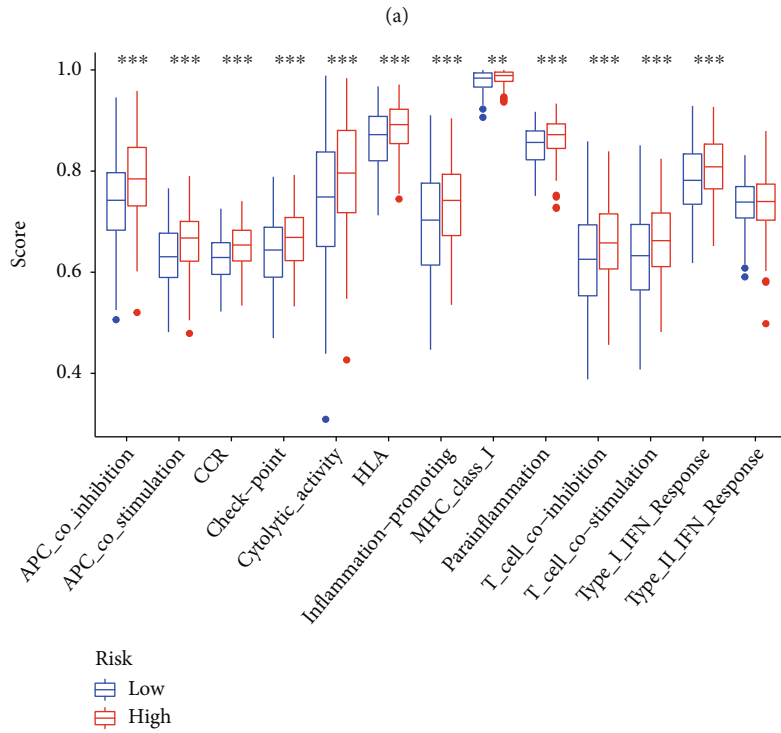 (a)
*** *** *** *** *** *** *** ** *** *** *** ***
1.0
0.8
0.6
0.4
Score
APC_co_inhibition
APC_co_stimulation
CCR
Check−point
Cytolytic_activity
HLA
Inflammation−promoting
MHC_class_I
Parainflammation
T_cell_co−inhibition
T_cell_co−stimulation
Type_I_IFN_Response
Type_II_IFN_Response
Risk
Low
High